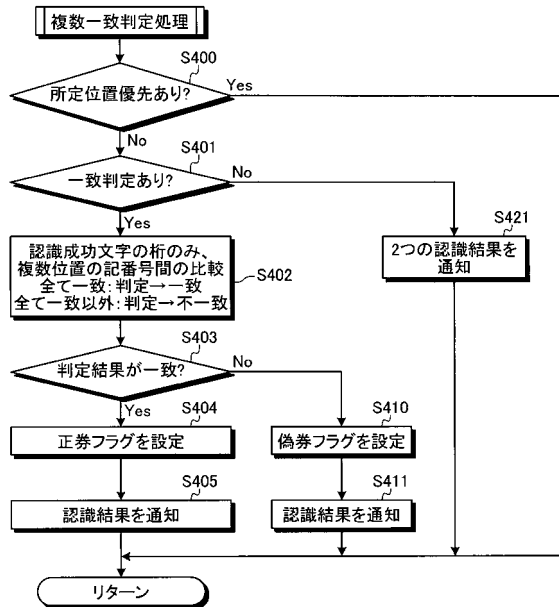 複数一致判定処理
S400
所定位置優先あり?
Yes
No
S401
一致判定あり?
No
Yes
S421
2つの認識結果を
通知
認識成功文字の桁のみ、
複数位置の記番号間の比較
全て一致:判定→一致
全て一致以外:判定→不一致
S402
S403
判定結果が一致?
No
Yes
S404
正券フラグを設定
S410
偽券フラグを設定
S405
認識結果を通知
S411
認識結果を通知
リターン